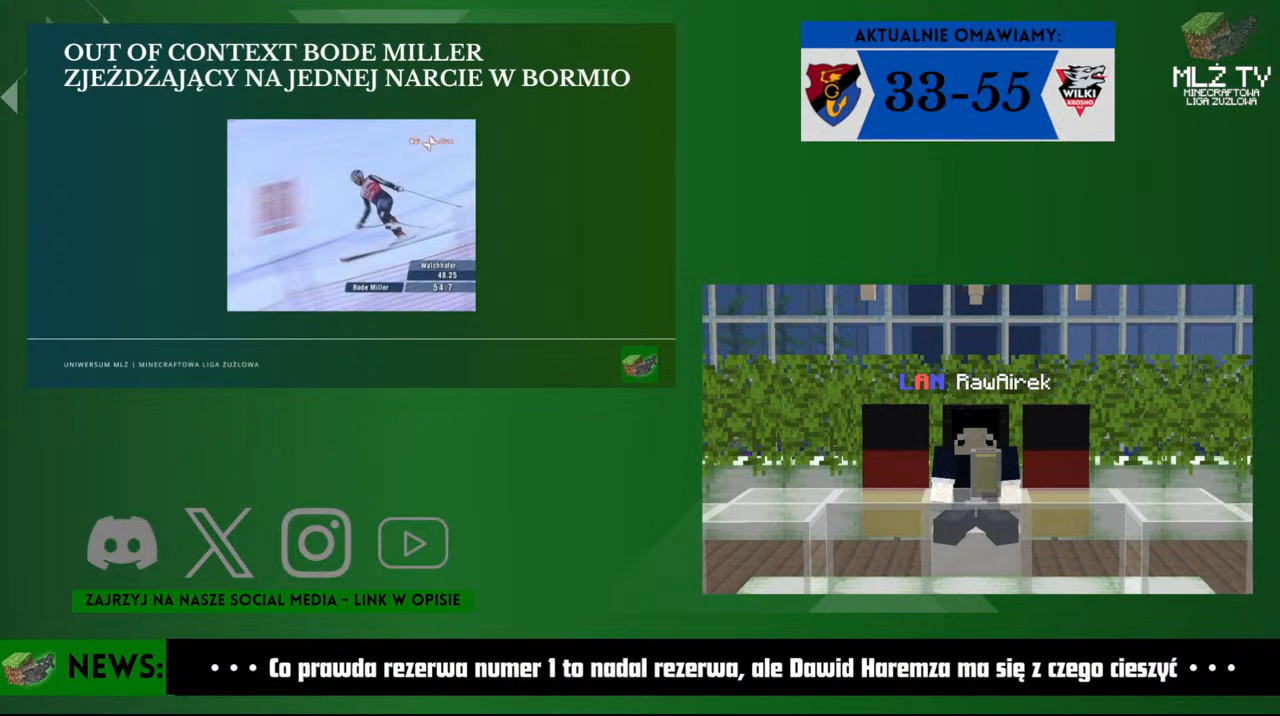 OUT OF CONTEXT BODE MILLER
ZJEŻDŻAJĄCY NA JEDNEJ NARCIE W BORMIO
Rai Due
Walchhofer
48.25
Bode Miller
54.7
UNIWERSUM MLŻ | MINECRAFTOWA LIGA ŻUŻLOWA
AKTUALNIE OMAWIAMY:
G
33-55
WILKI
KROSNO
MLŻ TV
MINECRAFTOWA
LIGA ŻUŻLOWA
LAN RawAirek
ZAJRZYJ NA NASZE SOCIAL MEDIA - LINK W OPISIE
NEWS:
• • • Co prawda rezerwa numer 1 to nadal rezerwa, ale Dawid Haremza ma się z czego cieszyć • • •